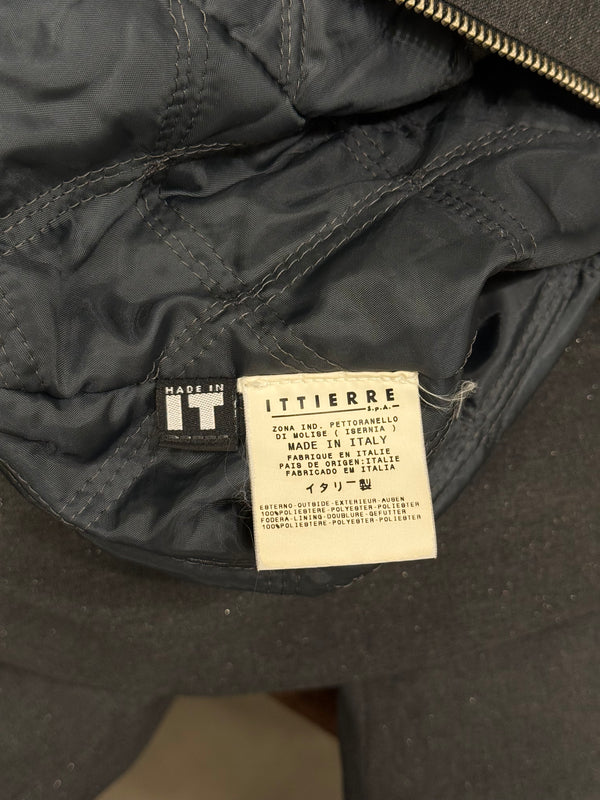 MADE IN
IT
ITTIERRE
S.p.A.
ZONA IND. PETTORANELLO
DI MOLISE ( ISERNIA )
MADE IN ITALY
FABRIQUE EN ITALIE
PAIS DE ORIGEN:ITALIE
FABRICADO EM ITALIA
イタリー製
ESTERNO-OUTSIDE-EXTERIEUR-AUSEN
100%POLIESTERE-POLYESTER-POLIESTER
FODERA-LINING-DOUBLURE-GEFUTTER
100%POLIESTERE-POLYESTER-POLIESTER